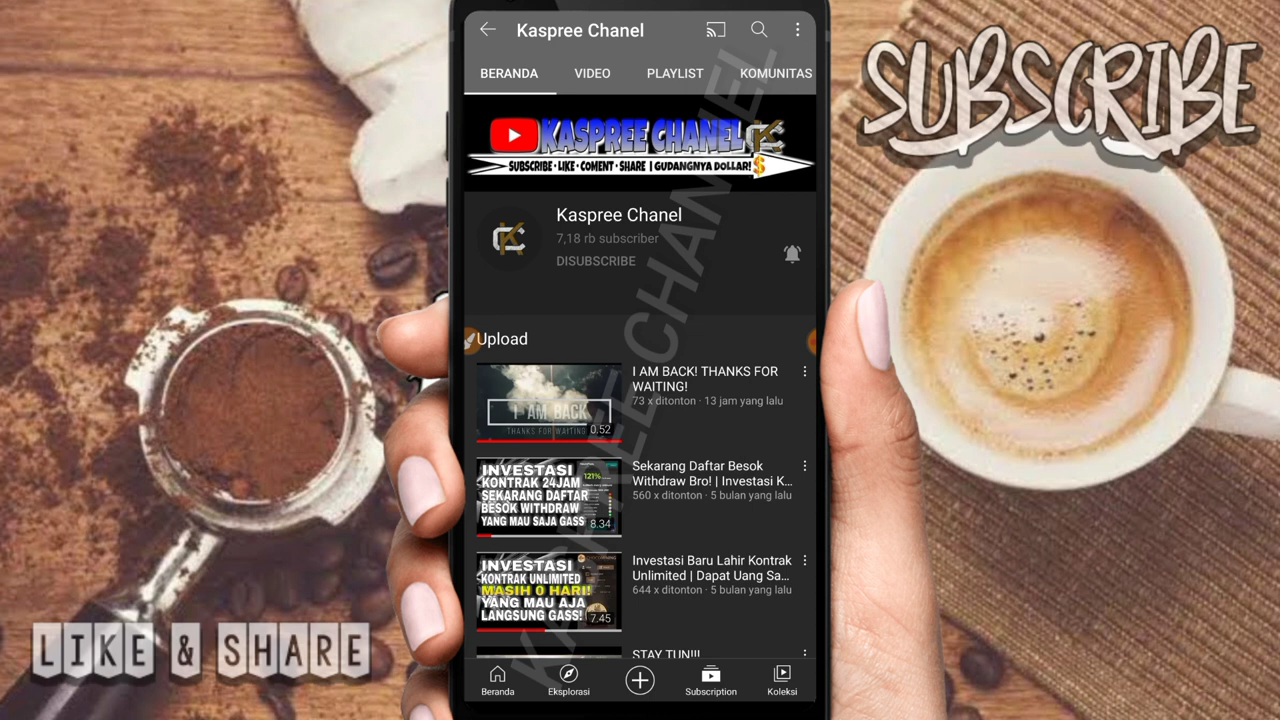 SUBSCRIBE
Kaspree Chanel
BERANDA VIDEO PLAYLIST KOMUNITAS
KASPREE CHANEL
SUBSCRIBE • LIKE • COMENT • SHARE | GUDANGNYA DOLLAR!
Kaspree Chanel
7,18 rb subscriber
DISUBSCRIBE
Upload
I AM BACK
THANKS FOR WAITING
0.52
I AM BACK! THANKS FOR
WAITING!
73 x ditonton · 13 jam yang lalu
INVESTASI
KONTRAK 24JAM
SEKARANG DAFTAR
BESOK WITHDRAW
YANG MAU SAJA GASS
121%
8.34
Sekarang Daftar Besok
Withdraw Bro! | Investasi K...
560 x ditonton · 5 bulan yang lalu
INVESTASI
KONTRAK UNLIMITED
MASIH 0 HARI!
YANG MAU AJA
LANGSUNG GASS!
7.45
Investasi Baru Lahir Kontrak
Unlimited | Dapat Uang Sa...
644 x ditonton · 5 bulan yang lalu
STAY TUN!!!
Beranda Eksplorasi Subscription Koleksi
LIKE & SHARE
KASPREE CHANEL